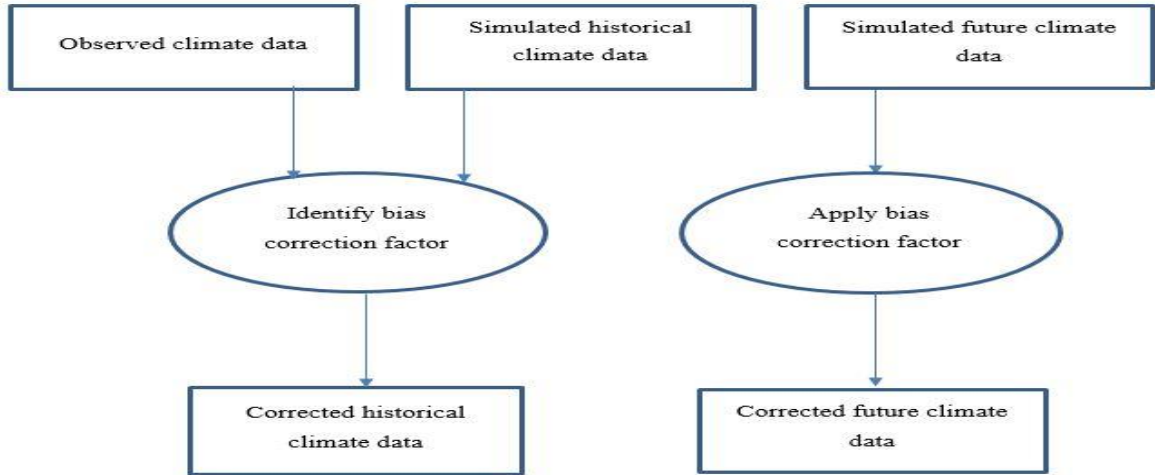 Observed climate data
Simulated historical
climate data
Simulated future climate
data
Identify bias
correction factor
Apply bias
correction factor
Corrected historical
climate data
Corrected future climate
data